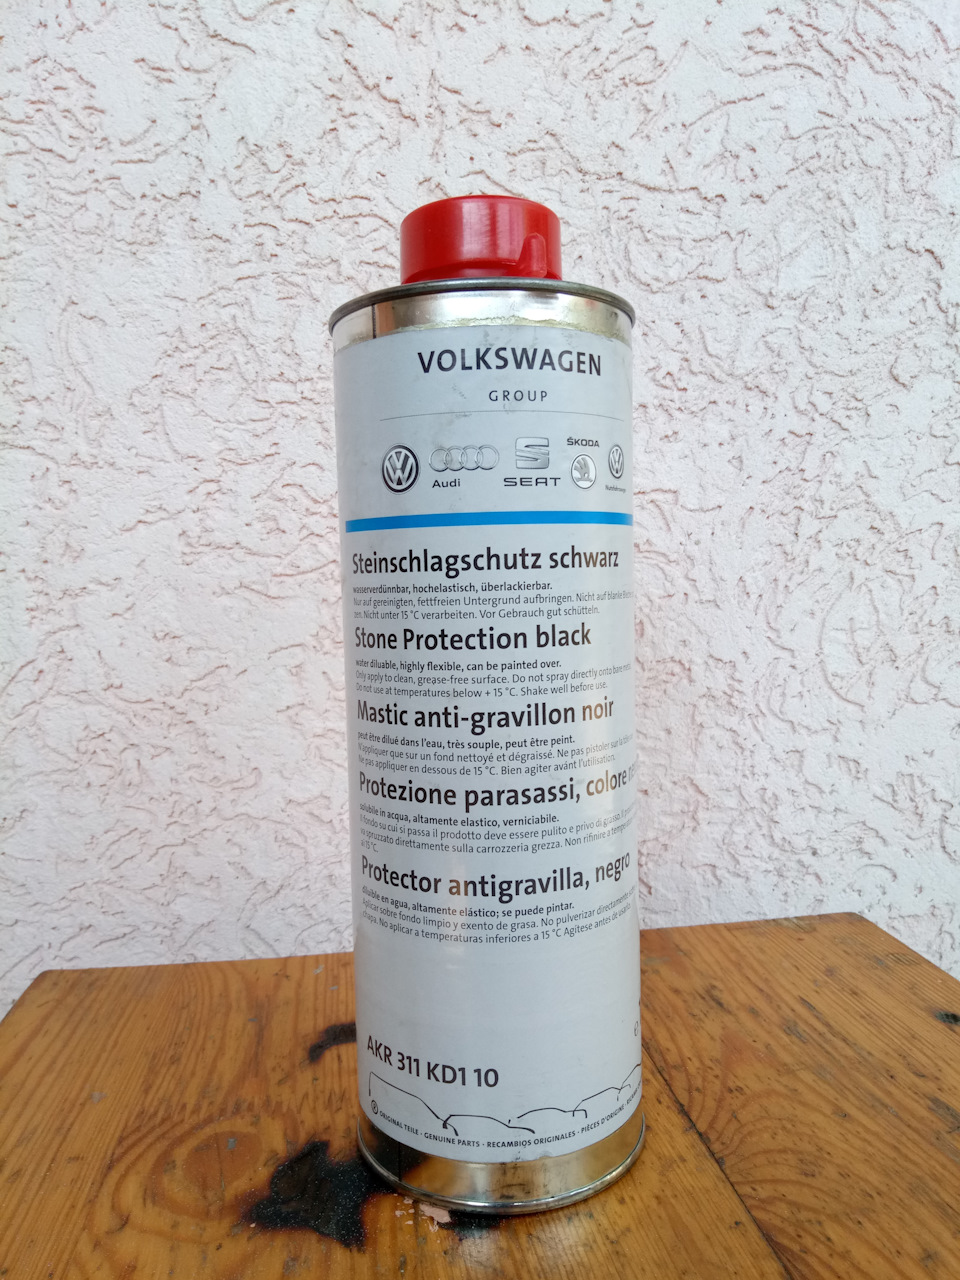 VOLKSWAGEN
GROUP
Audi
SEAT
ŠKODA
Nutzfahrzeuge
Steinschlagschutz schwarz
wasserverdünnbar, hochelastisch, überlackierbar.
Nur auf gereinigten, fettfreien Untergrund aufbringen. Nicht auf blanke
zen. Nicht unter 15 °C verarbeiten. Vor Gebrauch gut schütteln.
Stone Protection black
water diluable, highly flexible, can be painted over.
Only apply to clean, grease-free surface. Do not spray directly onto bare
Do not use at temperatures below + 15 °C. Shake well before use.
Mastic anti-gravillon noir
peut être dilué dans l'eau, très souple, peut être peint.
N'appliquer que sur un fond nettoyé et dégraissé. Ne pas pistoler sur la
Ne pas appliquer en dessous de 15 °C. Bien agiter avant l'utilisation.
Protezione parasassi, colore
solubile in acqua, altamente elastico, verniciabile.
Il fondo su cui si passa il prodotto deve essere pulito e privo di grasso. Il
va spruzzato direttamente sulla carrozzeria grezza. Non rifinire a
ai 15 °C.
Protector antigravilla, negro
diluible en agua, altamente elástico; se puede pintar.
Aplicar sobre fondo limpio y exento de grasa. No pulverizar directamente
chapa. No aplicar a temperaturas inferiores a 15 °C Agítese antes de
e
AKR 311 KD1 10
® ORIGINAL TEILE · GENUINE PARTS · RECAMBIOS ORIGINALES · PIÈCES D'ORIGINE ·